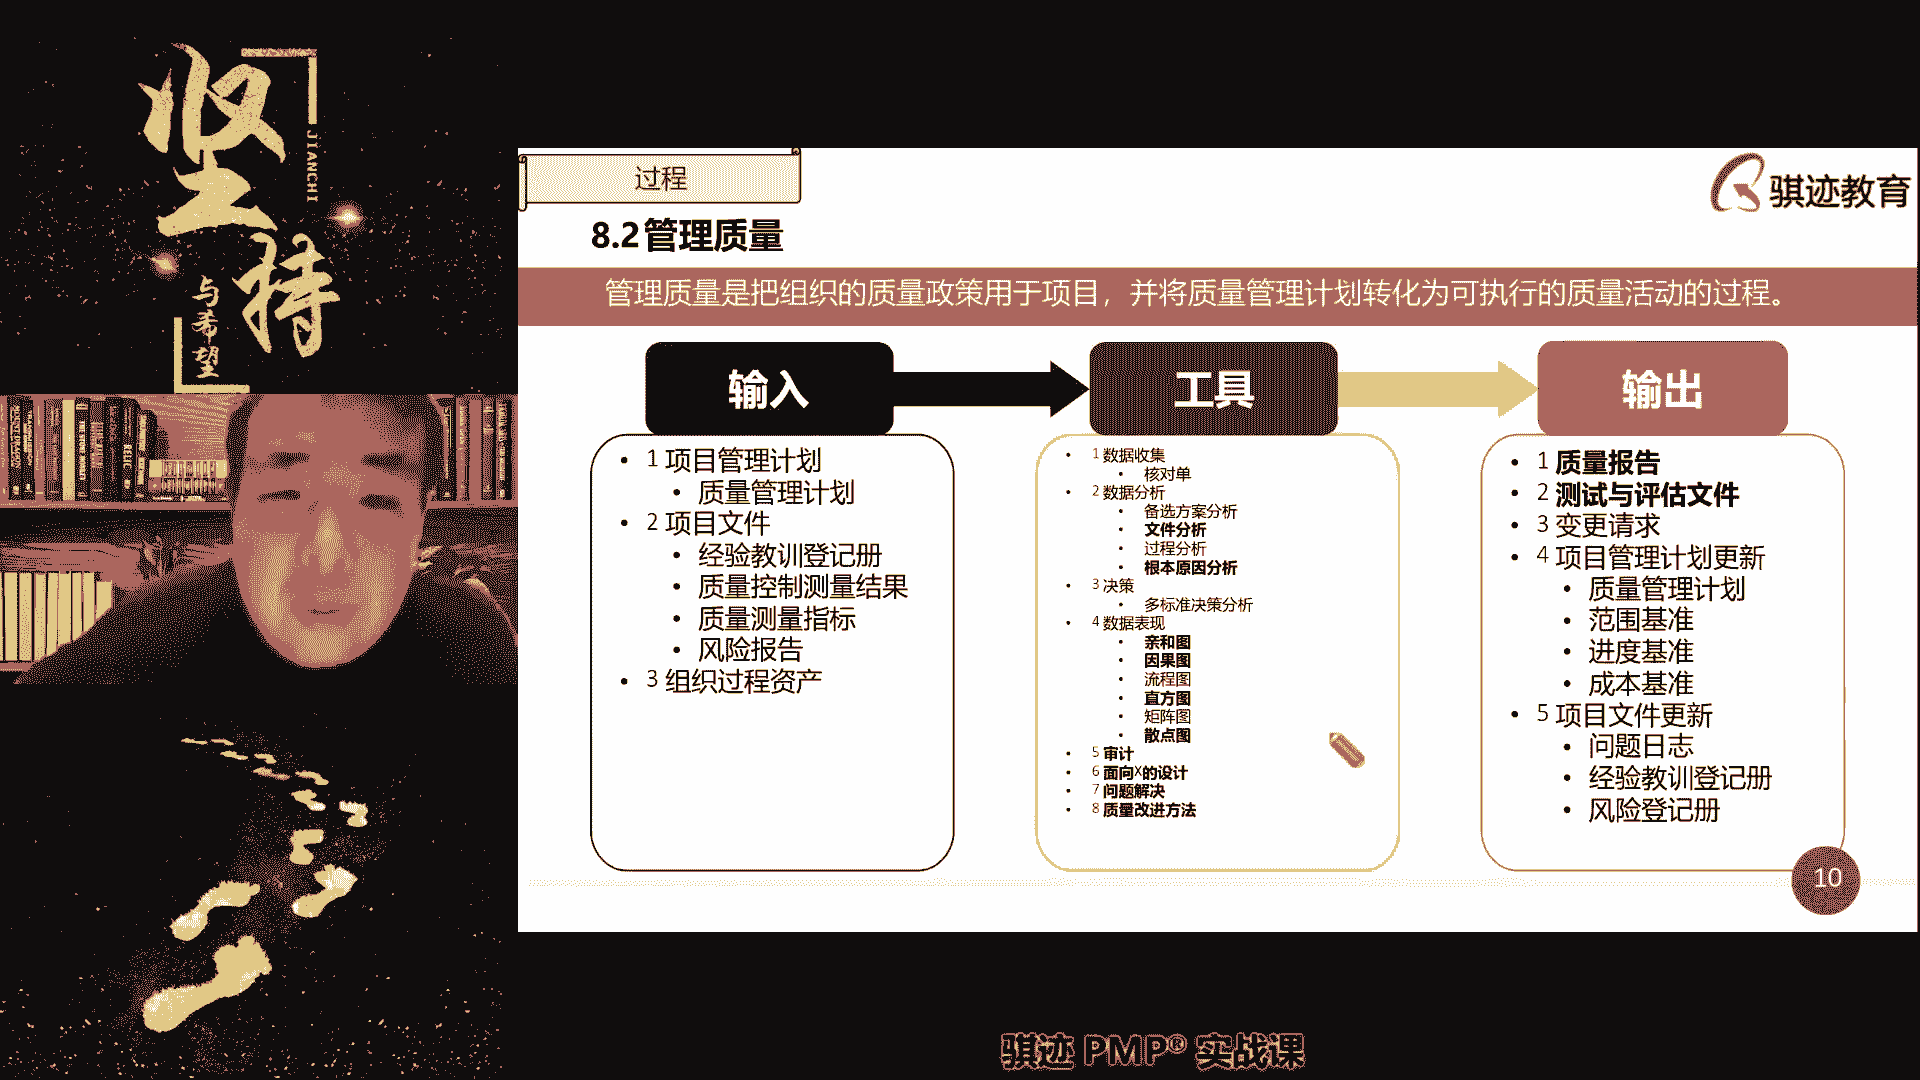 坚持
JIANCHI
与希望
过程
骐迹教育
8.2管理质量
管理质量是把组织的质量政策用于项目，并将质量管理计划转化为可执行的质量活动的过程。
输入
• 1 项目管理计划
• 质量管理计划
• 2 项目文件
• 经验教训登记册
• 质量控制测量结果
• 质量测量指标
• 风险报告
• 3 组织过程资产
工具
• 1 数据收集
• 核对单
• 2 数据分析
• 备选方案分析
• 文件分析
• 过程分析
• 根本原因分析
• 3 决策
• 多标准决策分析
• 4 数据表现
• 亲和图
• 因果图
• 流程图
• 直方图
• 矩阵图
• 散点图
• 5 审计
• 6 面向X的设计
• 7 问题解决
• 8 质量改进方法
输出
• 1 质量报告
• 2 测试与评估文件
• 3 变更请求
• 4 项目管理计划更新
• 质量管理计划
• 范围基准
• 进度基准
• 成本基准
• 5 项目文件更新
• 问题日志
• 经验教训登记册
• 风险登记册
10
骐迹 PMP® 实战课